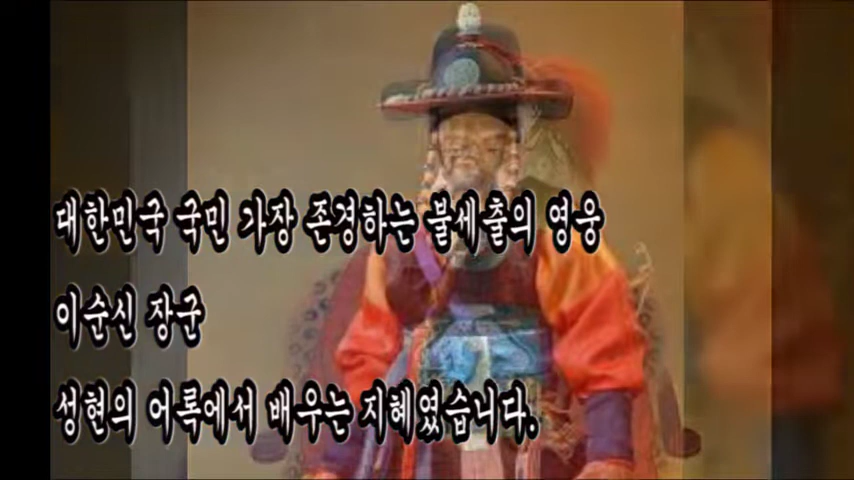 대한민국 국민 가장 존경하는 불세출의 영웅
이순신 장군
성현의 어록에서 배우는 지혜였습니다.